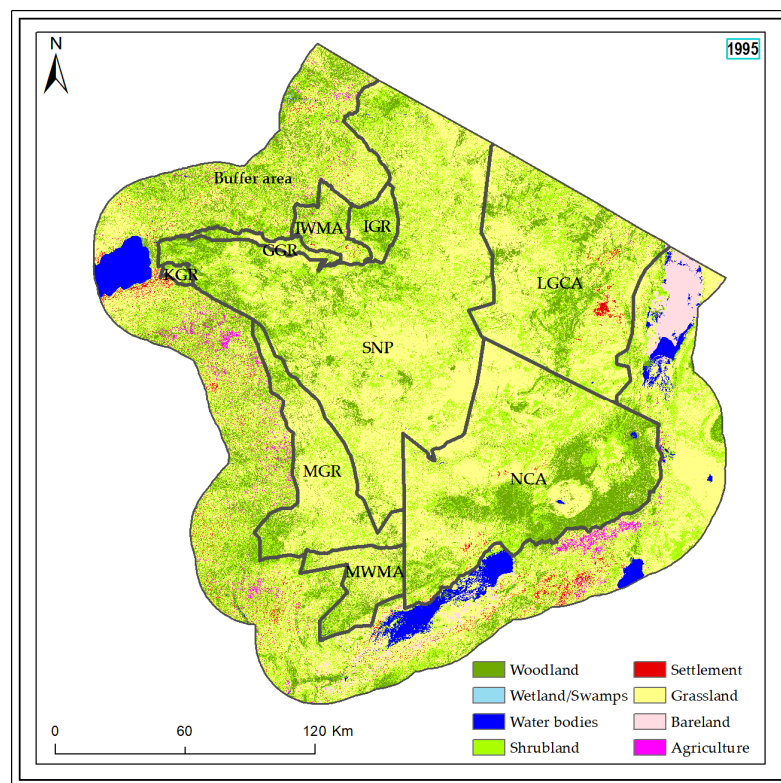 1995
N
Buffer area
IWMA
IGR
GGR
KGR
LGCA
SNP
MGR
NCA
MWMA
Woodland
Settlement
Wetland/Swamps
Grassland
Water bodies
Bareland
Shrubland
Agriculture
0 60 120 Km